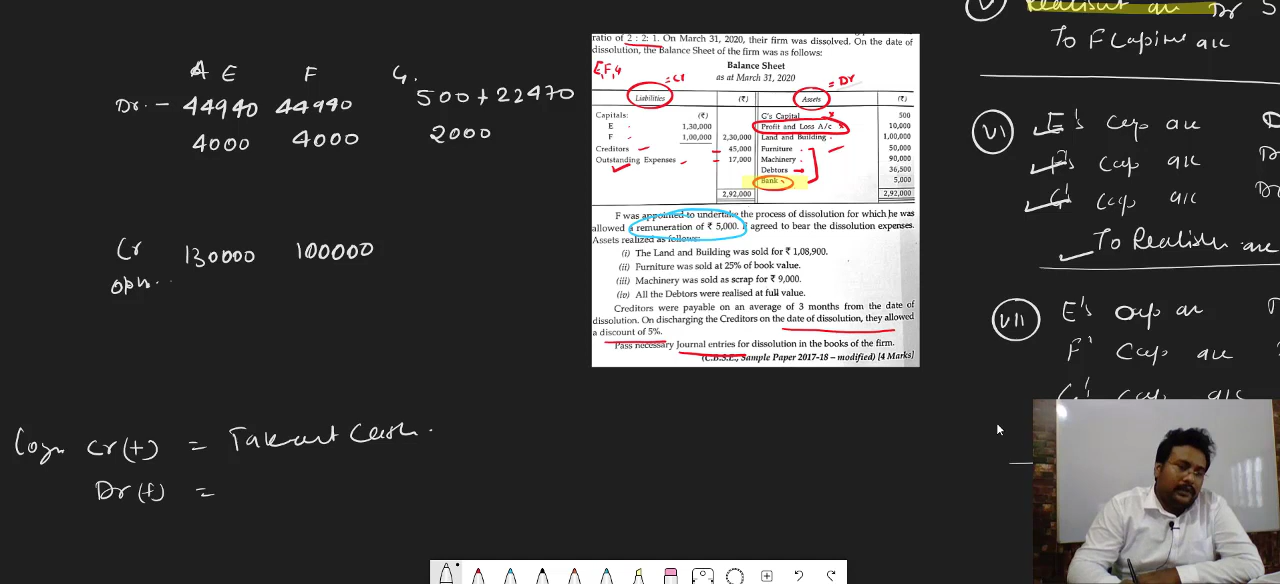 A E F G.
Dr. - 44940 44940 500 + 22470
4000 4000 2000
Cr 130000 100000
Cr(+) = Takeout Cash.
Dr(+) =
ratio of 2 : 2 : 1. On March 31, 2020, their firm was dissolved. On the date of
dissolution, the Balance Sheet of the firm was as follows:
E,F,G
Balance Sheet
as at March 31, 2020
= Cr = Dr
Liabilities (₹) Assets (₹)
Capitals: (₹) G's Capital 500
E 1,30,000 Profit and Loss A/c 10,000
F 1,00,000 2,30,000 Land and Building 1,00,000
Creditors 45,000 Furniture 50,000
Outstanding Expenses 17,000 Machinery 90,000
Debtors 36,500
Bank 5,000
2,92,000 2,92,000
F was appointed to undertake the process of dissolution for which he was
allowed a remuneration of ₹ 5,000. F agreed to bear the dissolution expenses.
Assets realized as follows:
(i) The Land and Building was sold for ₹ 1,08,900.
(ii) Furniture was sold at 25% of book value.
(iii) Machinery was sold as scrap for ₹ 9,000.
(iv) All the Debtors were realised at full value.
Creditors were payable on an average of 3 months from the date of
dissolution. On discharging the Creditors on the date of dissolution, they allowed
a discount of 5%.
Pass necessary Journal entries for dissolution in the books of the firm.
(C.B.S.E., Sample Paper 2017-18 – modified) [4 Marks]
V a/c Dr
To F Capital a/c
VI E's cap a/c
F's cap a/c
G's cap a/c
To Realisation a/c
VII E's cap a/c
F' Cap a/c
G' Cap a/c